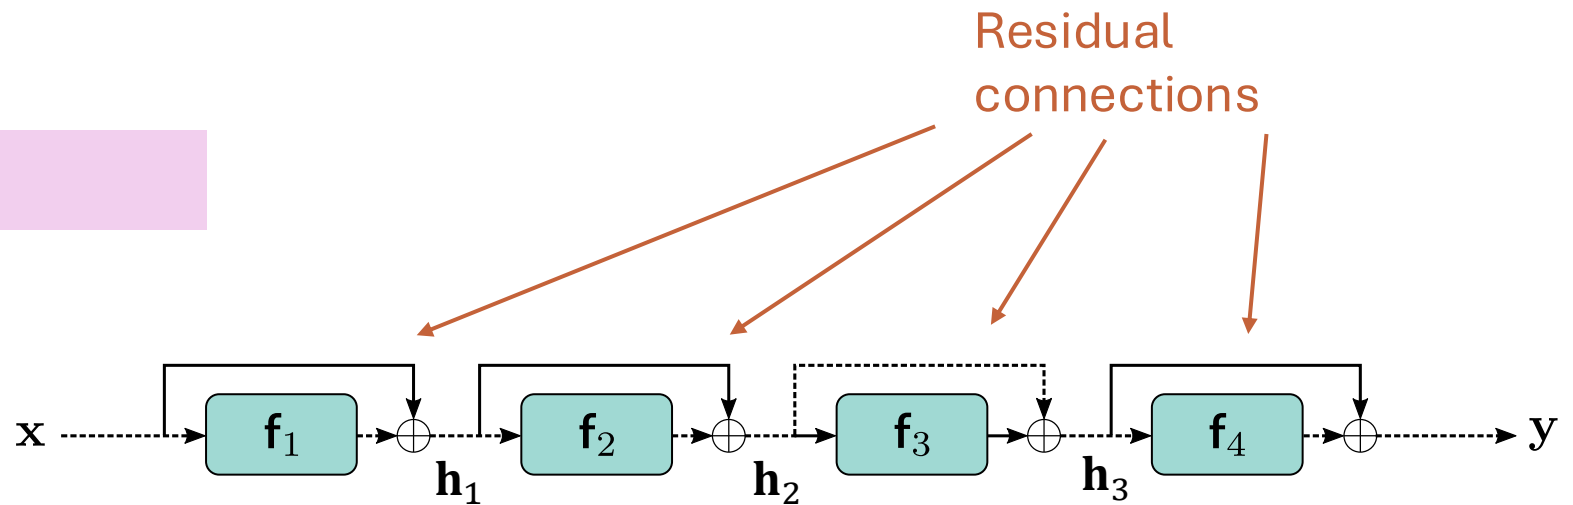 Residual
connections
x f₁ f₂ f₃ f₄ y
h₁ h₂ h₃